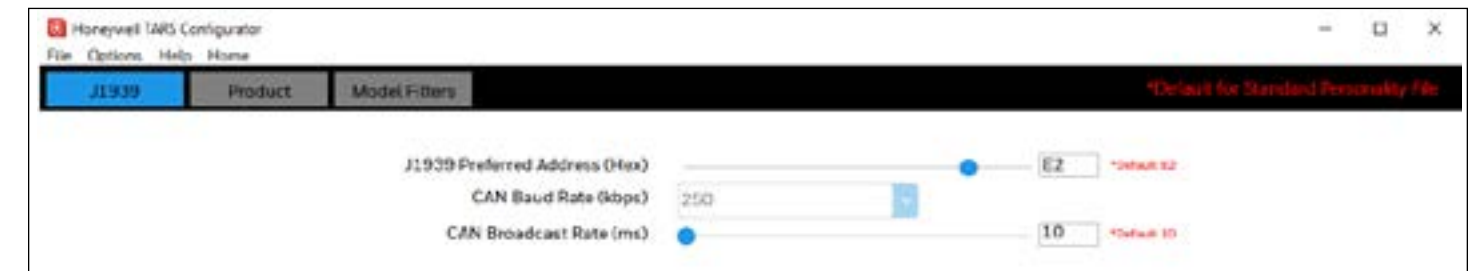 Honeywell TARS Configurator
File Options Help Home
J1939 Product Model Filters *Default for Standard Personality File
J1939 Preferred Address (Hex) E2 *Default E2
CAN Baud Rate (kbps) 250
CAN Broadcast Rate (ms) 10 *Default 10